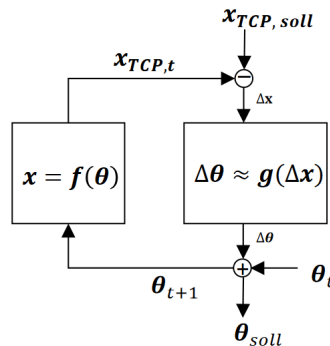 x_{TCP,soll}
x_{TCP,t}
−
Δx
x = f(θ)
Δθ ≈ g(Δx)
Δθ
+
θ_{t+1}
θ_t
θ_{soll}